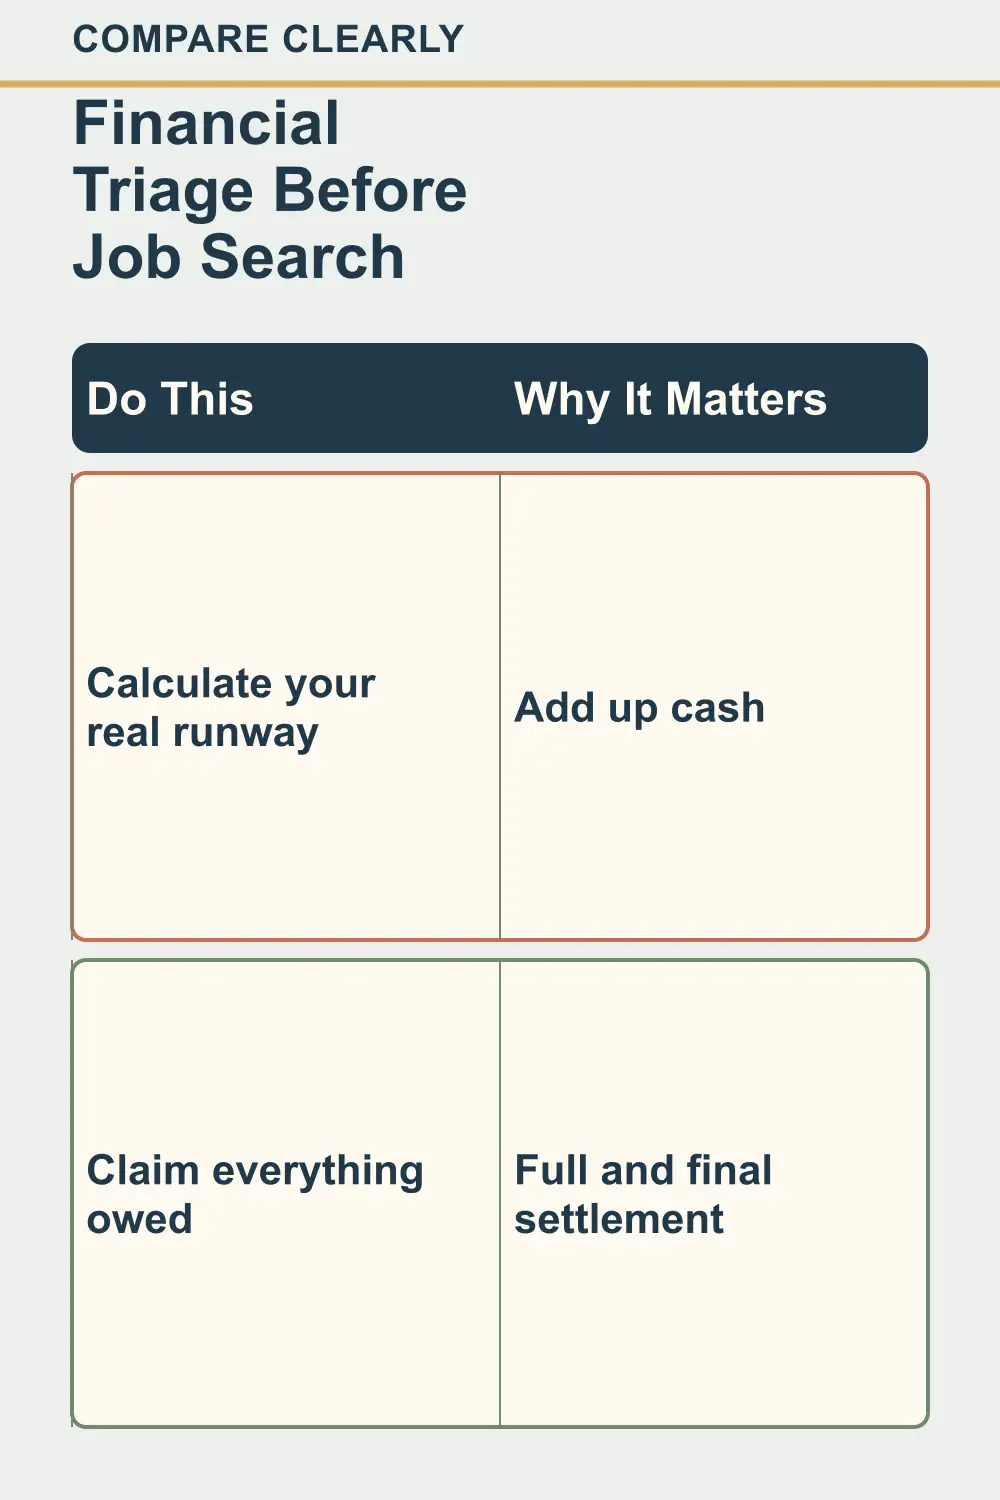 COMPARE CLEARLY
Financial
Triage Before
Job Search
Do This
Why It Matters
Calculate your
real runway
Add up cash
Claim everything
owed
Full and final
settlement